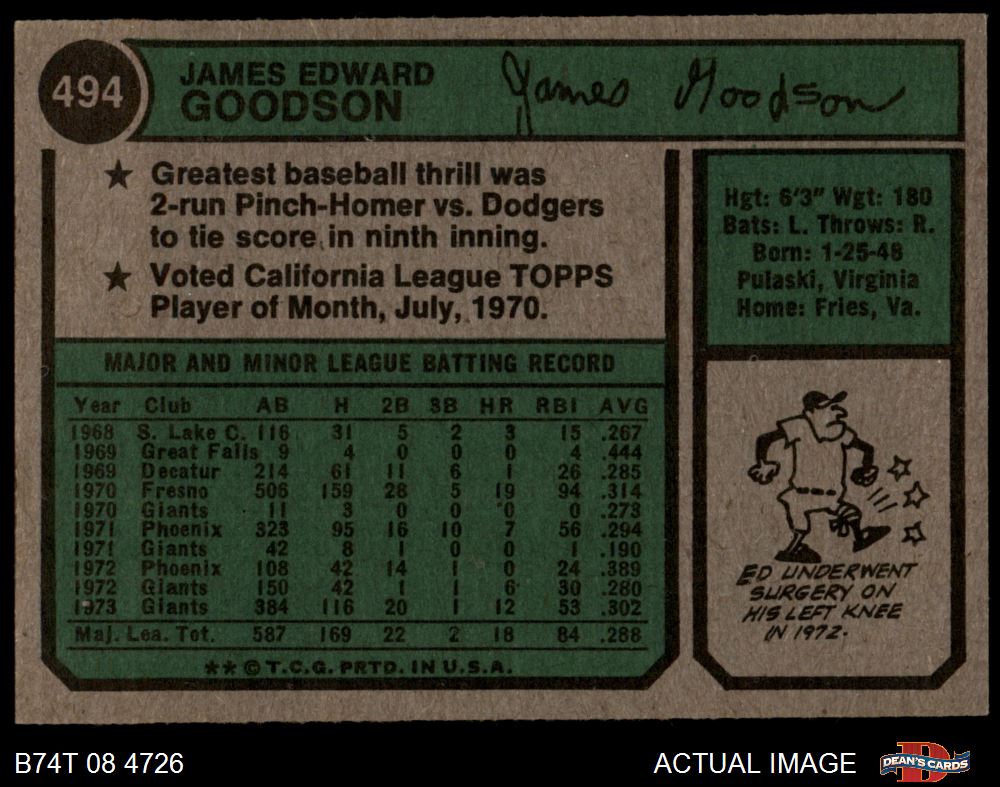 494
JAMES EDWARD
GOODSON
James Goodson
★ Greatest baseball thrill was
2-run Pinch-Homer vs. Dodgers
to tie score in ninth inning.
★ Voted California League TOPPS
Player of Month, July, 1970.
Hgt: 6'3" Wgt: 180
Bats: L. Throws: R.
Born: 1-25-48
Pulaski, Virginia
Home: Fries, Va.
MAJOR AND MINOR LEAGUE BATTING RECORD
Year Club AB H 2B 3B HR RBI AVG
1968 S. Lake C. 116 31 5 2 3 15 .267
1969 Great Falls 9 4 0 0 0 4 .444
1969 Decatur 214 61 11 6 1 26 .285
1970 Fresno 506 159 28 5 19 94 .314
1970 Giants 11 3 0 0 0 0 .273
1971 Phoenix 323 95 16 10 7 56 .294
1971 Giants 42 8 1 0 0 1 .190
1972 Phoenix 108 42 14 1 0 24 .389
1972 Giants 150 42 1 1 6 30 .280
1973 Giants 384 116 20 1 12 53 .302
Maj. Lea. Tot. 587 169 22 2 18 84 .288
** © T.C.G. PRTD. IN U.S.A.
ED UNDERWENT
SURGERY ON
HIS LEFT KNEE
IN 1972.
B74T 08 4726
ACTUAL IMAGE
D
DEAN'S CARDS